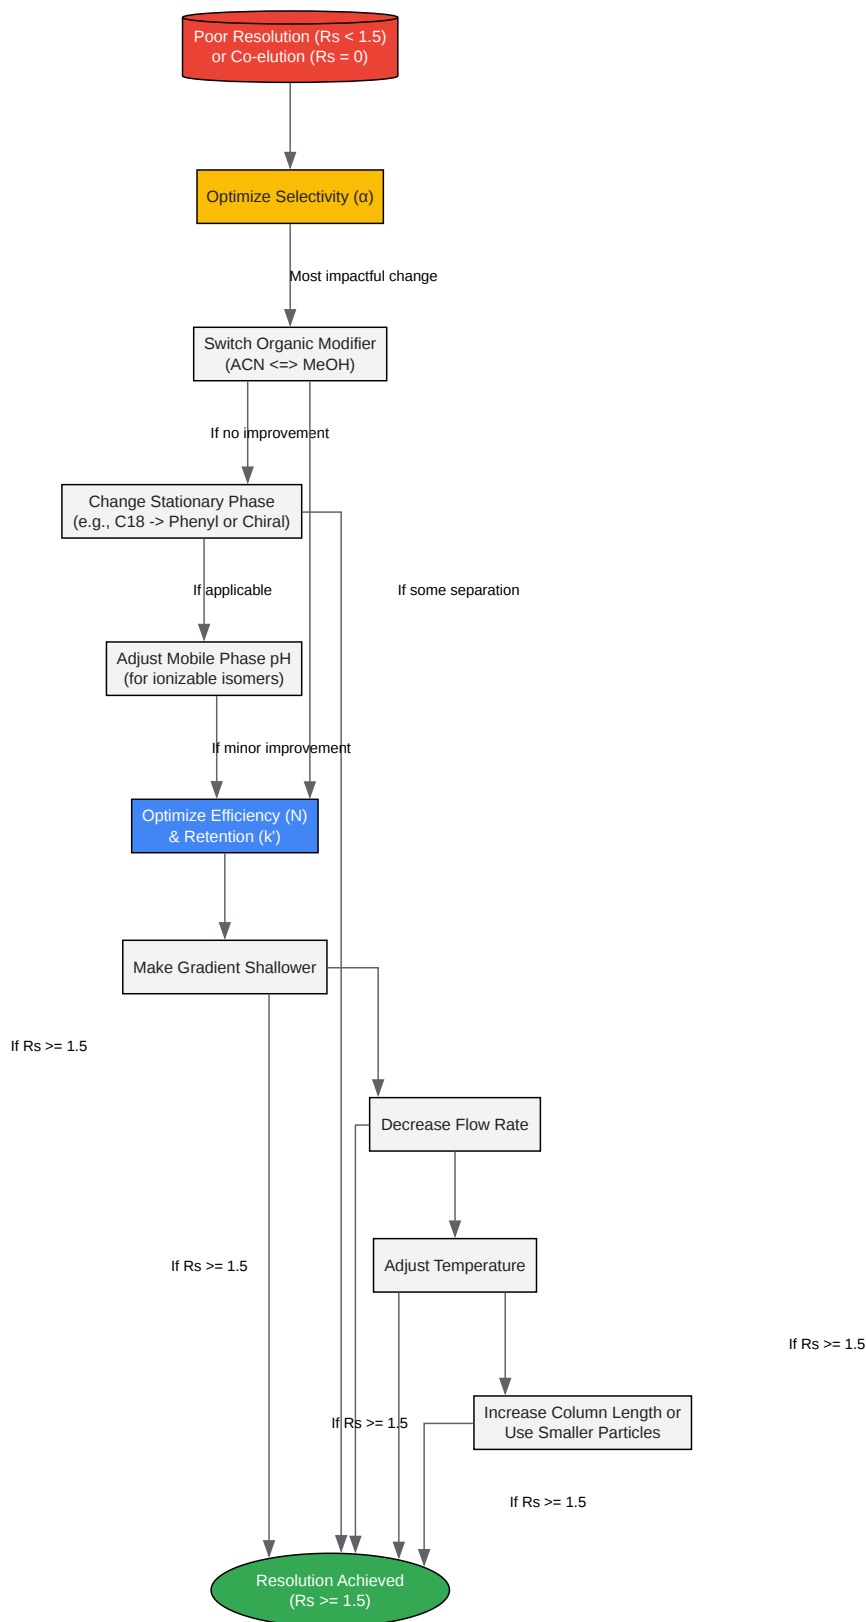 Poor Resolution (Rs < 1.5)
or Co-elution (Rs = 0)
Optimize Selectivity (α)
Most impactful change
Switch Organic Modifier
(ACN <=> MeOH)
If no improvement
Change Stationary Phase
(e.g., C18 -> Phenyl or Chiral)
If applicable
If some separation
Adjust Mobile Phase pH
(for ionizable isomers)
If minor improvement
Optimize Efficiency (N)
& Retention (k')
Make Gradient Shallower
If Rs >= 1.5
Decrease Flow Rate
If Rs >= 1.5
Adjust Temperature
If Rs >= 1.5
Increase Column Length or
Use Smaller Particles
If Rs >= 1.5
If Rs >= 1.5
Resolution Achieved
(Rs >= 1.5)